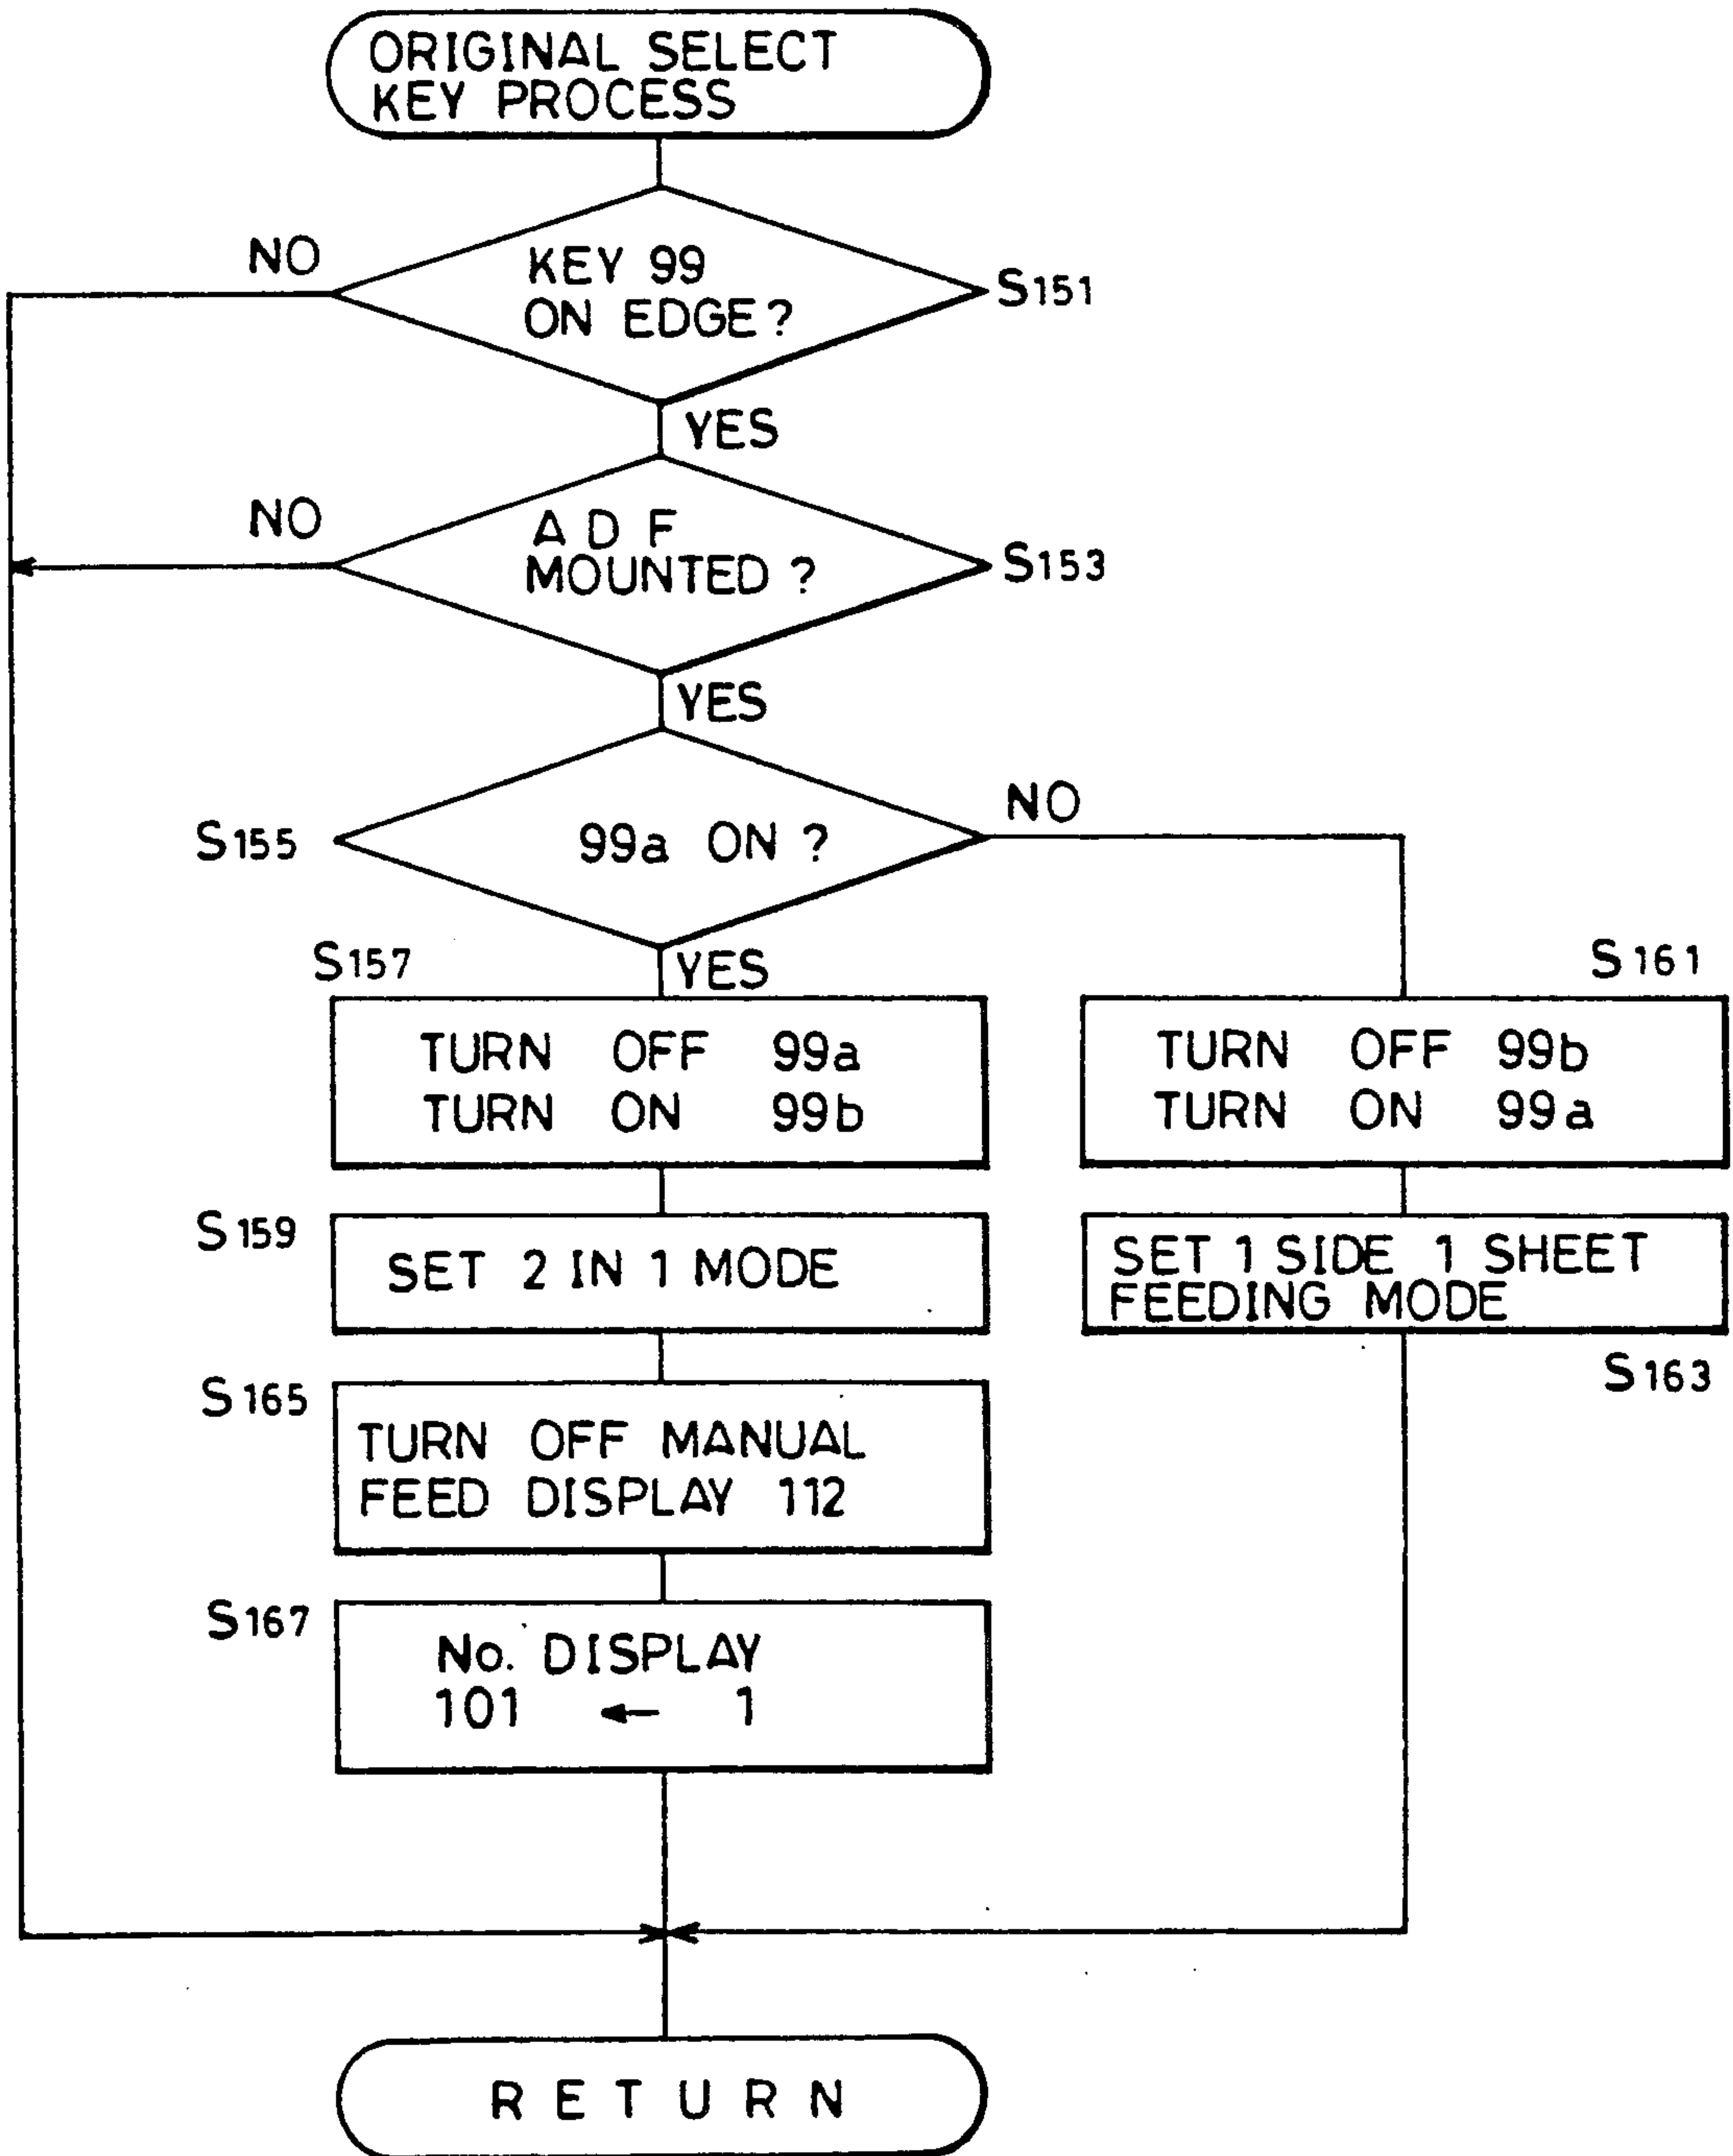 ORIGINAL SELECT
KEY PROCESS
NO
KEY 99
ON EDGE?
S151
YES
NO
A D F
MOUNTED ?
S153
YES
S155
99a ON ?
NO
S157
YES
S161
TURN OFF 99a
TURN ON 99b
TURN OFF 99b
TURN ON 99a
S159
SET 2 IN 1 MODE
SET 1 SIDE 1 SHEET
FEEDING MODE
S163
S165
TURN OFF MANUAL
FEED DISPLAY 112
S167
No. DISPLAY
101 ← 1
RETURN